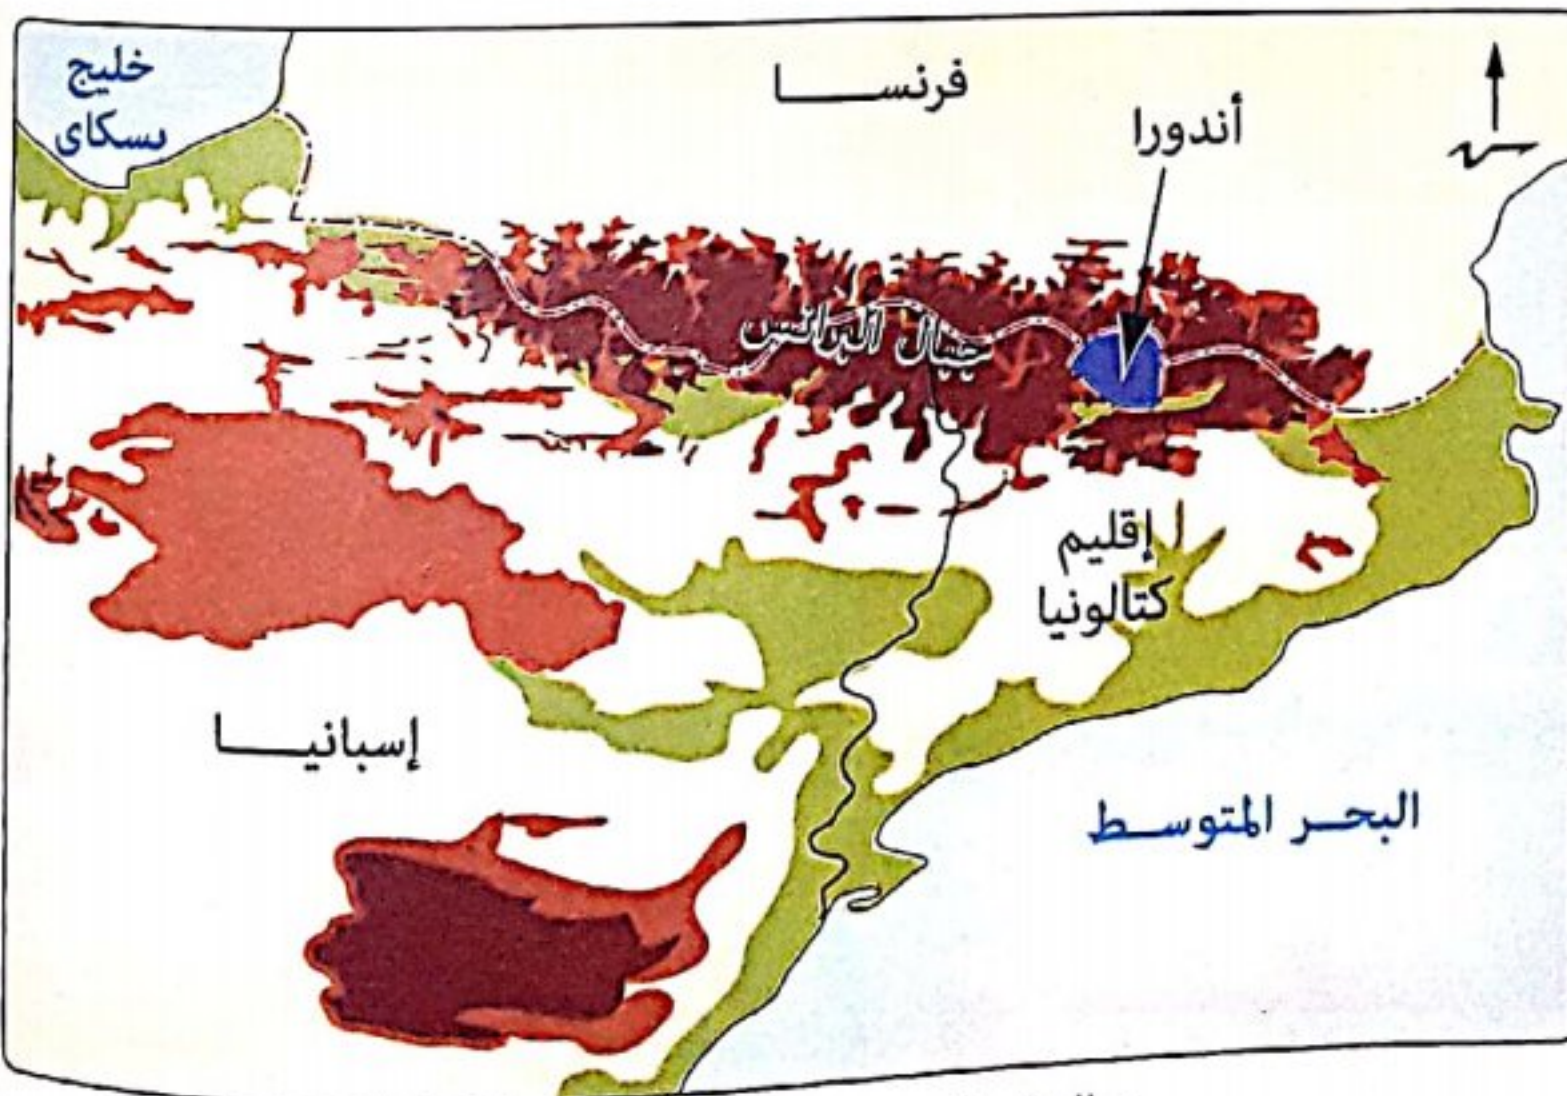 خليج
بسكاي
فرنسا
أندورا
جبال البرانس
إقليم
كتالونيا
إسبانيا
البحر المتوسط